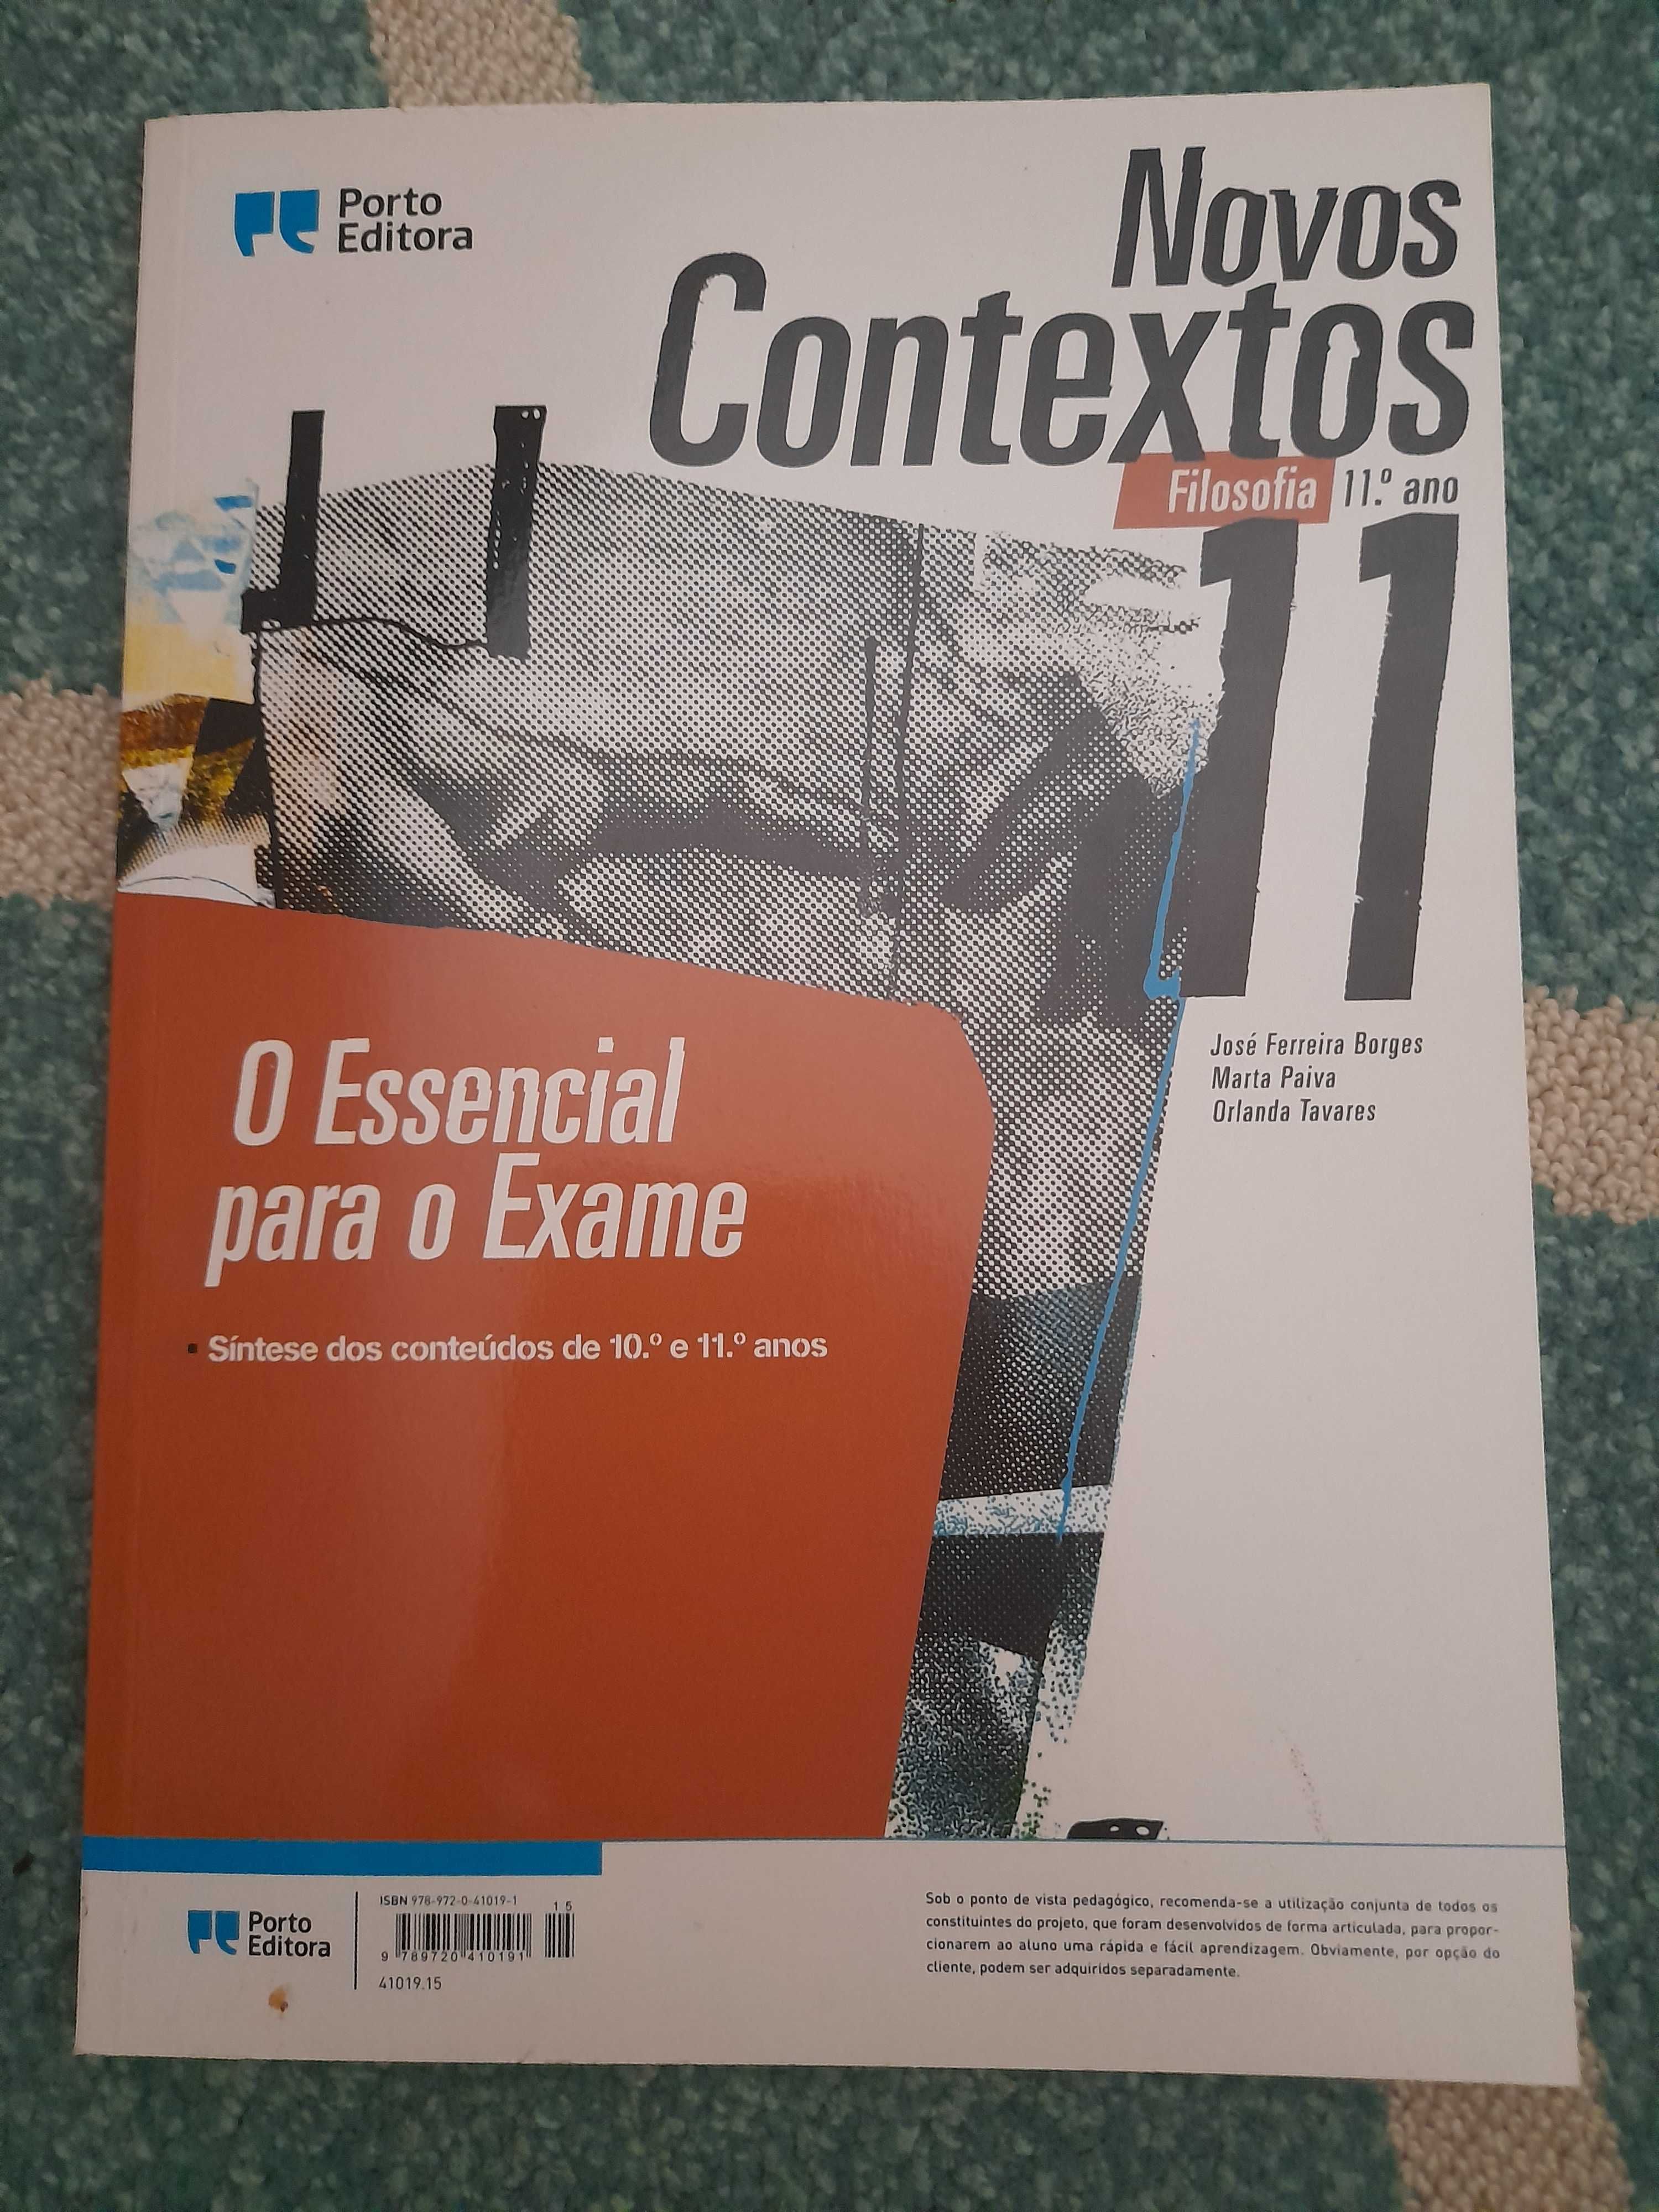 Porto
Editora
Novos
Contextos
Filosofia 11.º ano
11
José Ferreira Borges
Marta Paiva
Orlanda Tavares
O Essencial
para o Exame
▪ Síntese dos conteúdos de 10.º e 11.º anos
Porto
Editora
ISBN 978-972-0-41019-1
15
9 789720 410191
41019.15
Sob o ponto de vista pedagógico, recomenda-se a utilização conjunta de todos os
constituintes do projeto, que foram desenvolvidos de forma articulada, para propor-
cionarem ao aluno uma rápida e fácil aprendizagem. Obviamente, por opção do
cliente, podem ser adquiridos separadamente.